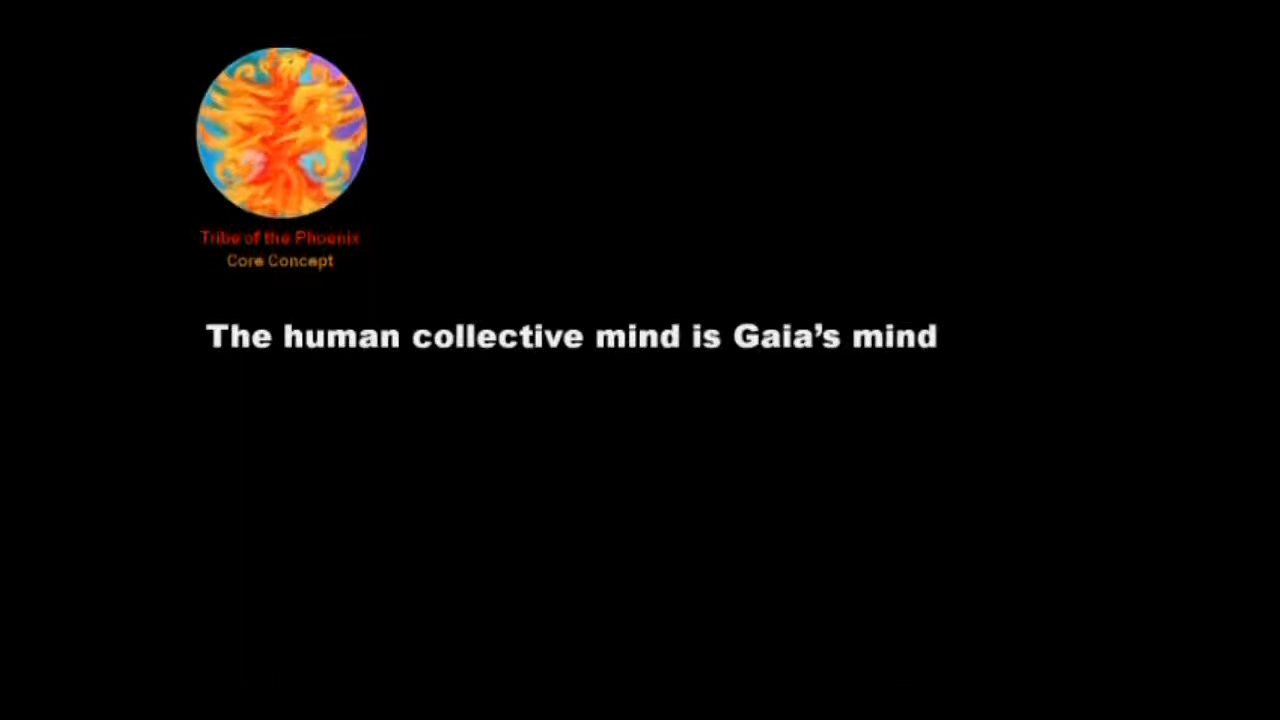 Tribe of the Phoenix
Core Concept
The human collective mind is Gaia’s mind